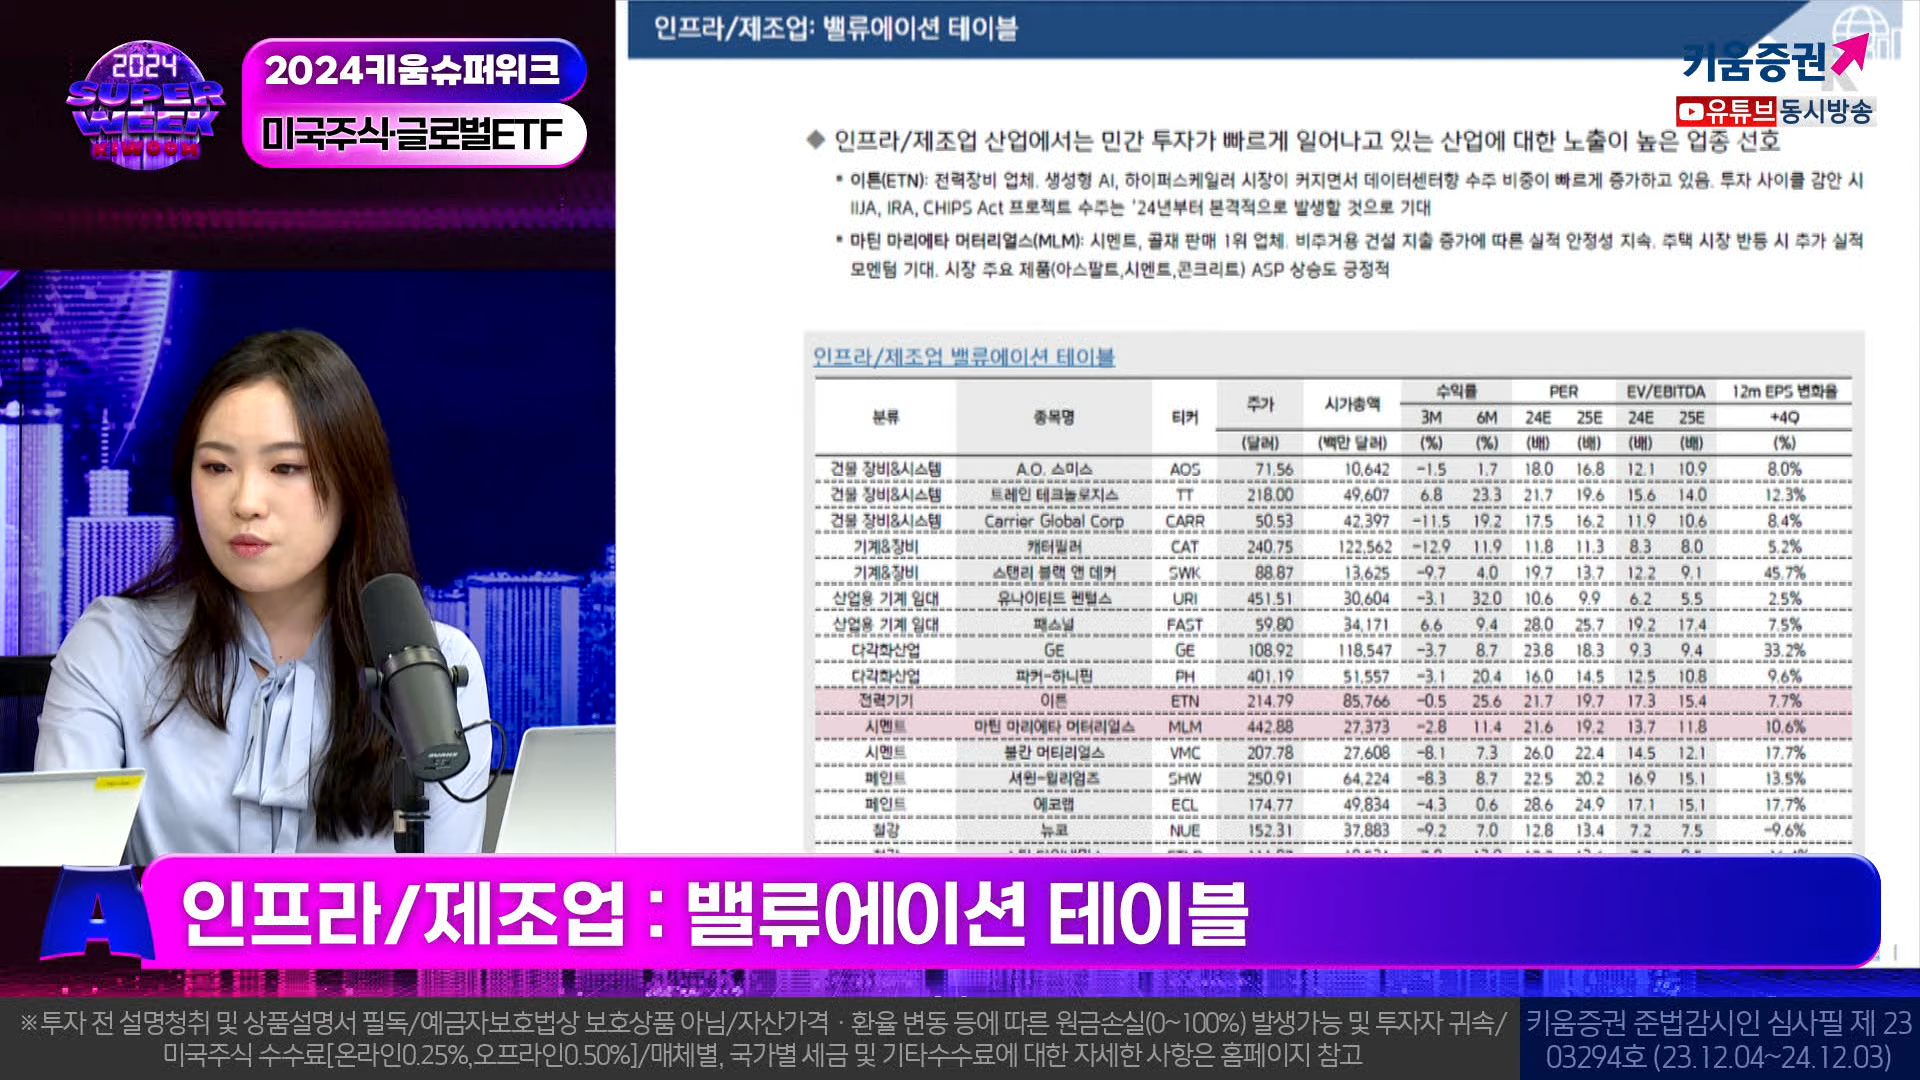 인프라/제조업: 밸류에이션 테이블
2024
SUPER
WEEK
KIWOOM
2024키움슈퍼위크
미국주식·글로벌ETF
키움증권
유튜브 동시방송
◆ 인프라/제조업 산업에서는 민간 투자가 빠르게 일어나고 있는 산업에 대한 노출이 높은 업종 선호
• 이튼(ETN): 전력장비 업체. 생성형 AI, 하이퍼스케일러 시장이 커지면서 데이터센터향 수주 비중이 빠르게 증가하고 있음. 투자 사이클 감안 시
IIJA, IRA, CHIPS Act 프로젝트 수주는 '24년부터 본격적으로 발생할 것으로 기대
• 마틴 마리에타 머터리얼스(MLM): 시멘트, 골재 판매 1위 업체. 비주거용 건설 지출 증가에 따른 실적 안정성 지속. 주택 시장 반등 시 추가 실적
모멘텀 기대. 시장 주요 제품(아스팔트,시멘트,콘크리트) ASP 상승도 긍정적
인프라/제조업 밸류에이션 테이블
분류 종목명 티커 주가 시가총액 수익률 PER EV/EBITDA 12m EPS 변화율
3M 6M 24E 25E 24E 25E +4Q
(달러) (백만 달러) (%) (%) (배) (배) (배) (배) (%)
건물 장비&시스템 A.O. 스미스 AOS 71.56 10,642 -1.5 1.7 18.0 16.8 12.1 10.9 8.0%
건물 장비&시스템 트레인 테크놀로지스 TT 218.00 49,607 6.8 23.3 21.7 19.6 15.6 14.0 12.3%
건물 장비&시스템 Carrier Global Corp CARR 50.53 42,397 -11.5 19.2 17.5 16.2 11.9 10.6 8.4%
기계&장비 캐터필러 CAT 240.75 122,562 -12.9 11.9 11.8 11.3 8.3 8.0 5.2%
기계&장비 스탠리 블랙 앤 데커 SWK 88.87 13,625 -9.7 4.0 19.7 13.7 12.2 9.1 45.7%
산업용 기계 임대 유나이티드 렌털스 URI 451.51 30,604 -3.1 32.0 10.6 9.9 6.2 5.5 2.5%
산업용 기계 임대 패스널 FAST 59.80 34,171 6.6 9.4 28.0 25.7 19.2 17.4 7.5%
다각화산업 GE GE 108.92 118,547 -3.7 8.7 23.8 18.3 9.3 9.4 33.2%
다각화산업 파커-하니핀 PH 401.19 51,557 -3.1 20.4 16.0 14.5 12.5 10.8 9.6%
전력기기 이튼 ETN 214.79 85,766 -0.5 25.6 21.7 19.7 17.3 15.4 7.7%
시멘트 마틴 마리에타 머터리얼스 MLM 442.88 27,373 -2.8 11.4 21.6 19.2 13.7 11.8 10.6%
시멘트 불칸 머티리얼스 VMC 207.78 27,608 -8.1 7.3 26.0 22.4 14.5 12.1 17.7%
페인트 셔윈-윌리엄즈 SHW 250.91 64,224 -8.3 8.7 22.5 20.2 16.9 15.1 13.5%
페인트 에코랩 ECL 174.77 49,834 -4.3 0.6 28.6 24.9 17.1 15.1 17.7%
철강 뉴코 NUE 152.31 37,883 -9.2 7.0 12.8 13.4 7.2 7.5 -9.6%
A
인프라/제조업 : 밸류에이션 테이블
※투자 전 설명청취 및 상품설명서 필독/예금자보호법상 보호상품 아님/자산가격·환율 변동 등에 따른 원금손실(0~100%) 발생가능 및 투자자 귀속/
미국주식 수수료[온라인0.25%,오프라인0.50%]/매체별, 국가별 세금 및 기타수수료에 대한 자세한 사항은 홈페이지 참고
키움증권 준법감시인 심사필 제 23
03294호 (23.12.04~24.12.03)